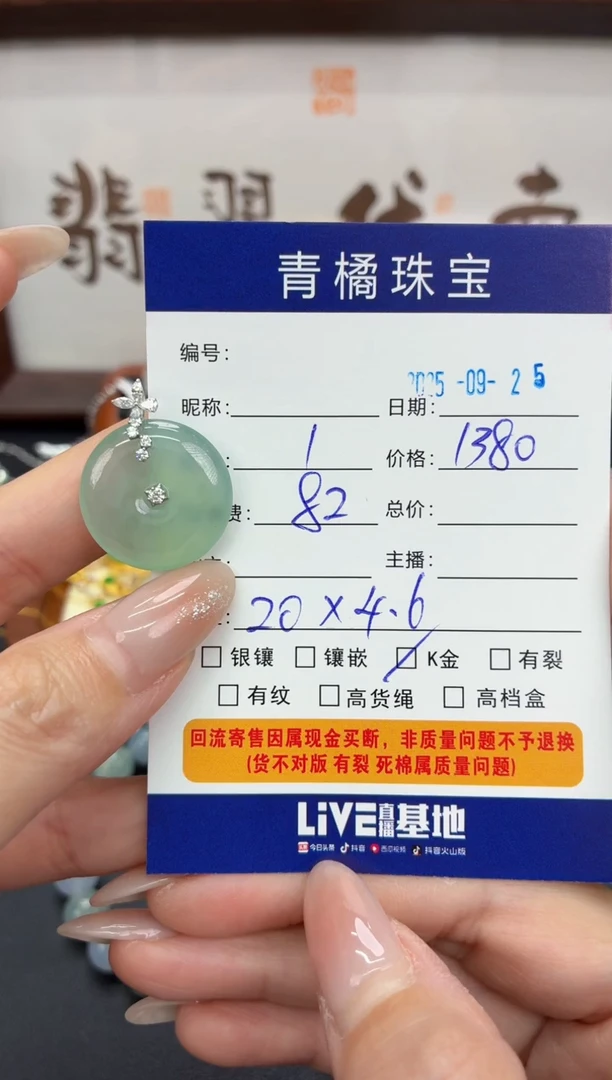 翡翠
青橘珠宝
编号：
2025-09-25
昵称： 日期：
： 1 价格： 1380
费： 82 总价：
主播：
： 20×4.6
银镶 镶嵌 K金 有裂
有纹 高货绳 高档盒
回流寄售因属现金买断，非质量问题不予退换
(货不对版 有裂 死棉属质量问题)
LiVE直播基地
今日头条 抖音 西瓜视频 抖音火山版